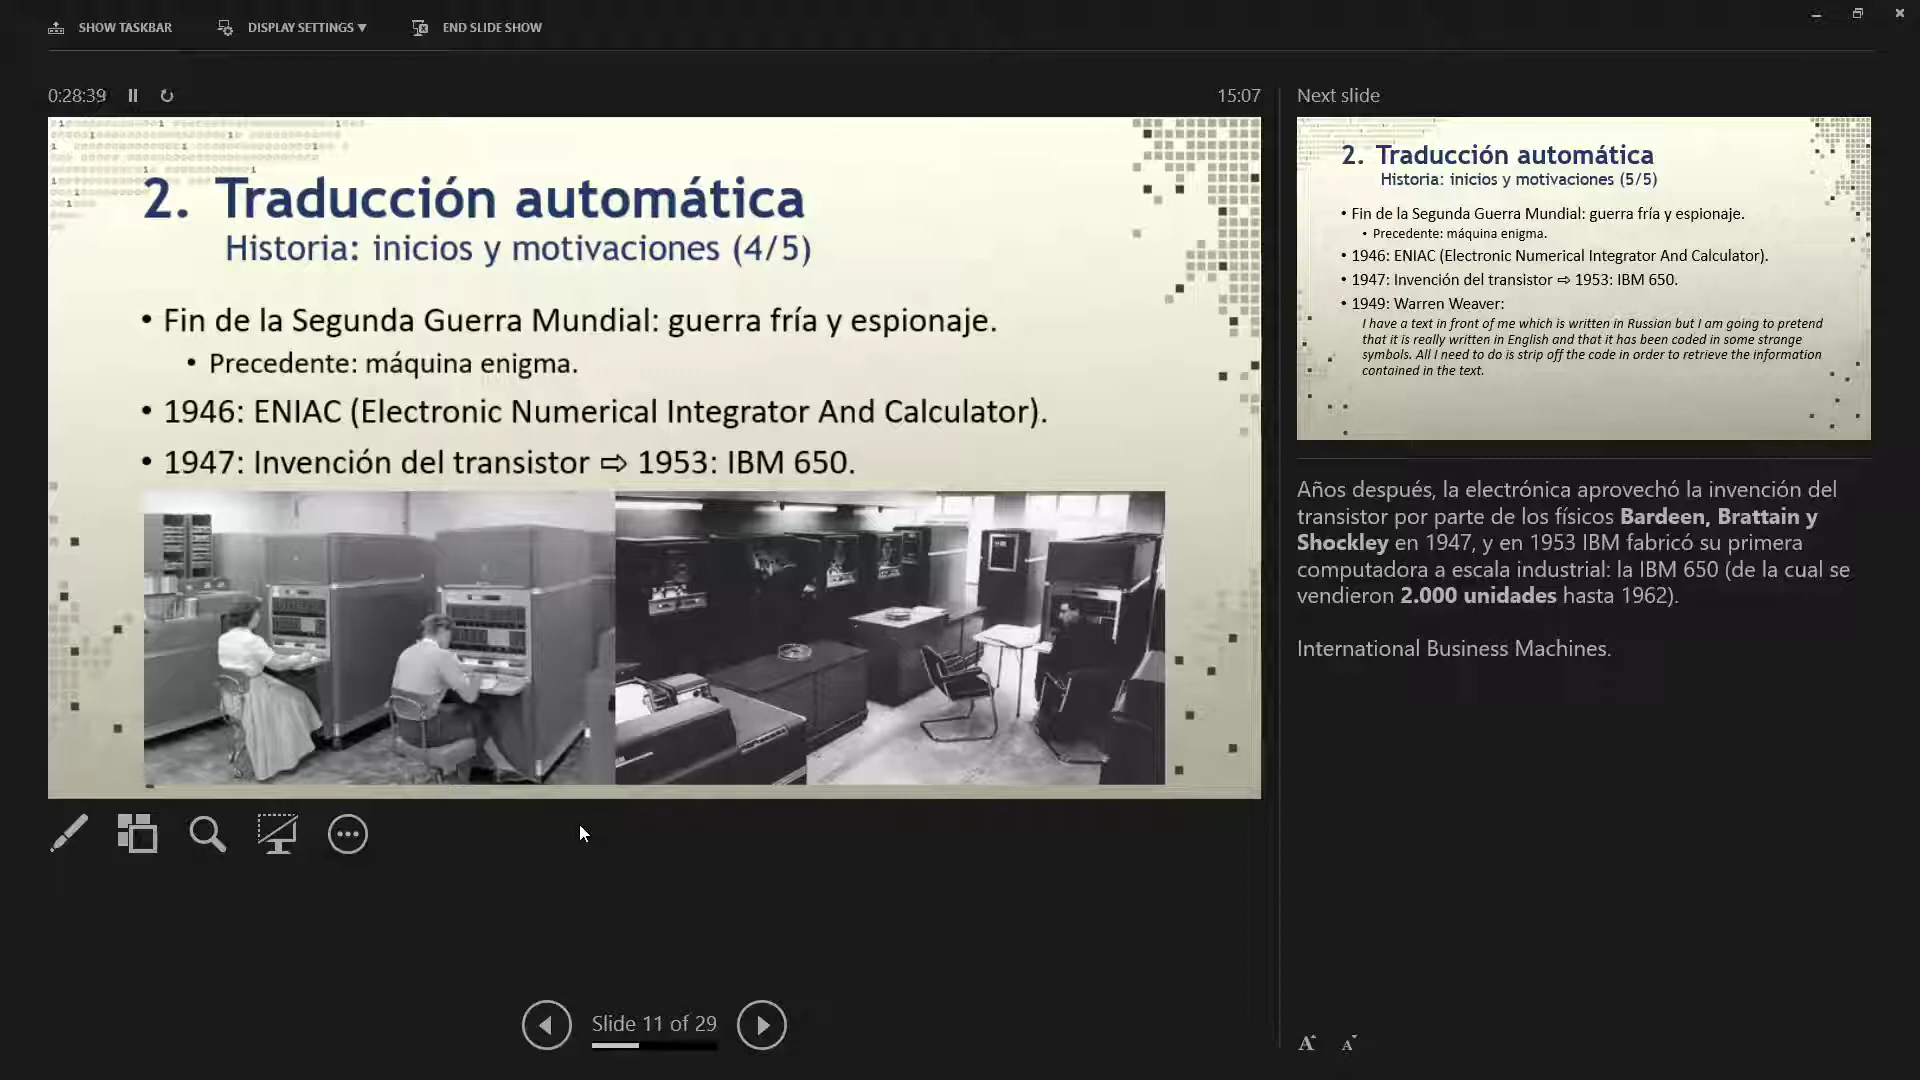 SHOW TASKBAR
DISPLAY SETTINGS ▼
END SLIDE SHOW
0:28:39
15:07
2. Traducción automática
Historia: inicios y motivaciones (4/5)
• Fin de la Segunda Guerra Mundial: guerra fría y espionaje.
• Precedente: máquina enigma.
• 1946: ENIAC (Electronic Numerical Integrator And Calculator).
• 1947: Invención del transistor ⇨ 1953: IBM 650.
Slide 11 of 29
Next slide
2. Traducción automática
Historia: inicios y motivaciones (5/5)
• Fin de la Segunda Guerra Mundial: guerra fría y espionaje.
• Precedente: máquina enigma.
• 1946: ENIAC (Electronic Numerical Integrator And Calculator).
• 1947: Invención del transistor ⇨ 1953: IBM 650.
• 1949: Warren Weaver:
I have a text in front of me which is written in Russian but I am going to pretend
that it is really written in English and that it has been coded in some strange
symbols. All I need to do is strip off the code in order to retrieve the information
contained in the text.
Años después, la electrónica aprovechó la invención del
transistor por parte de los físicos Bardeen, Brattain y
Shockley en 1947, y en 1953 IBM fabricó su primera
computadora a escala industrial: la IBM 650 (de la cual se
vendieron 2.000 unidades hasta 1962).
International Business Machines.
A A